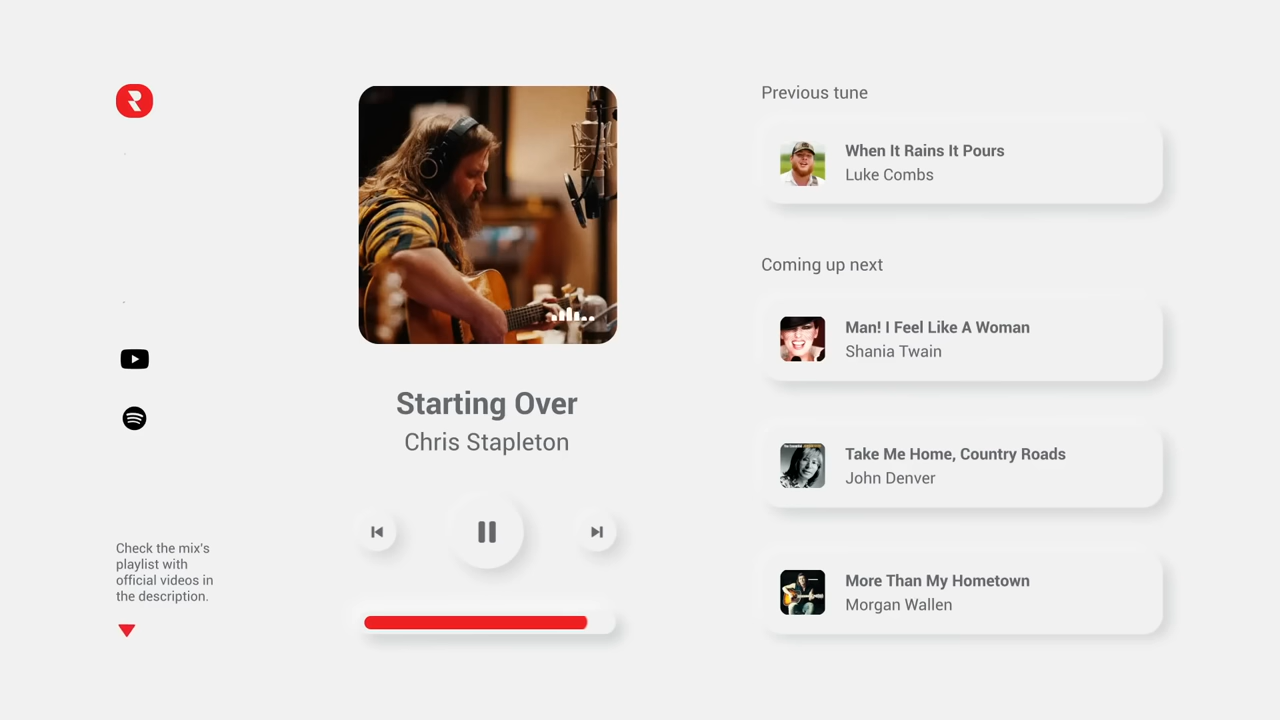 Check the mix's
playlist with
official videos in
the description.
Starting Over
Chris Stapleton
Previous tune
When It Rains It Pours
Luke Combs
Coming up next
Man! I Feel Like A Woman
Shania Twain
Take Me Home, Country Roads
John Denver
More Than My Hometown
Morgan Wallen